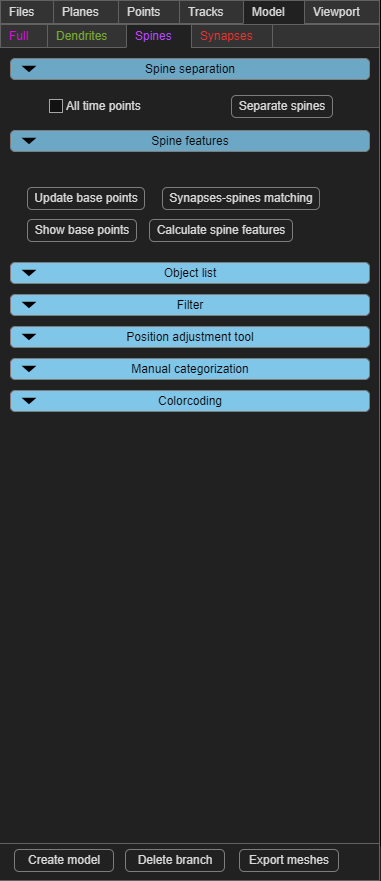 Files Planes Points Tracks Model Viewport
Full Dendrites Spines Synapses
Spine separation
All time points Separate spines
Spine features
Update base points Synapses-spines matching
Show base points Calculate spine features
Object list
Filter
Position adjustment tool
Manual categorization
Colorcoding
Create model Delete branch Export meshes